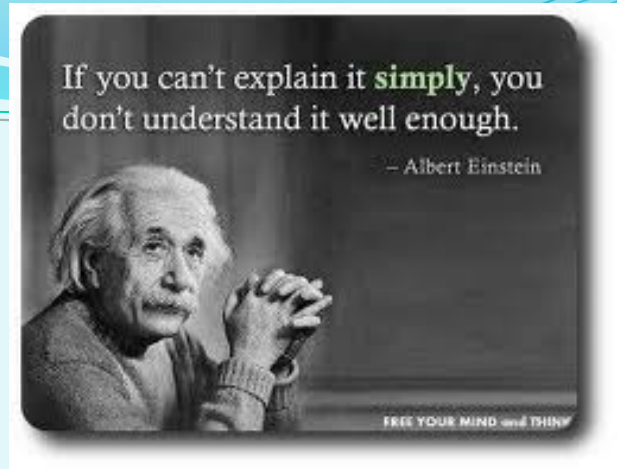 If you can't explain it simply, you
don't understand it well enough.
– Albert Einstein
FREE YOUR MIND and THINK